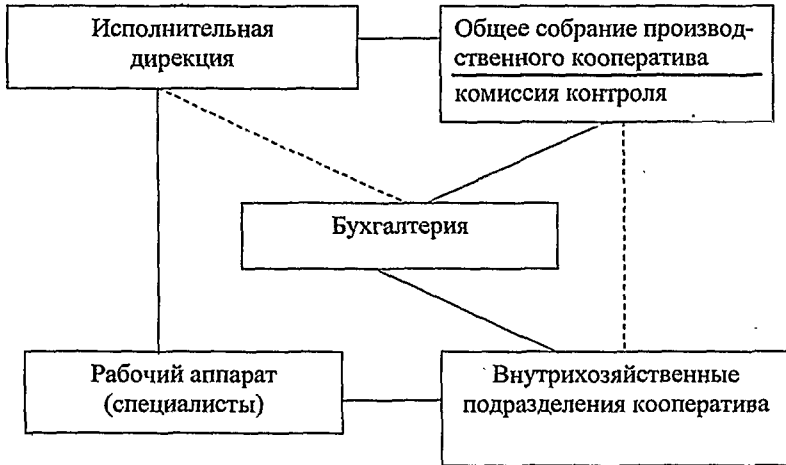 Исполнительная
дирекция
Общее собрание производ-
ственного кооператива
комиссия контроля
Бухгалтерия
Рабочий аппарат
(специалисты)
Внутрихозяйственные
подразделения кооператива